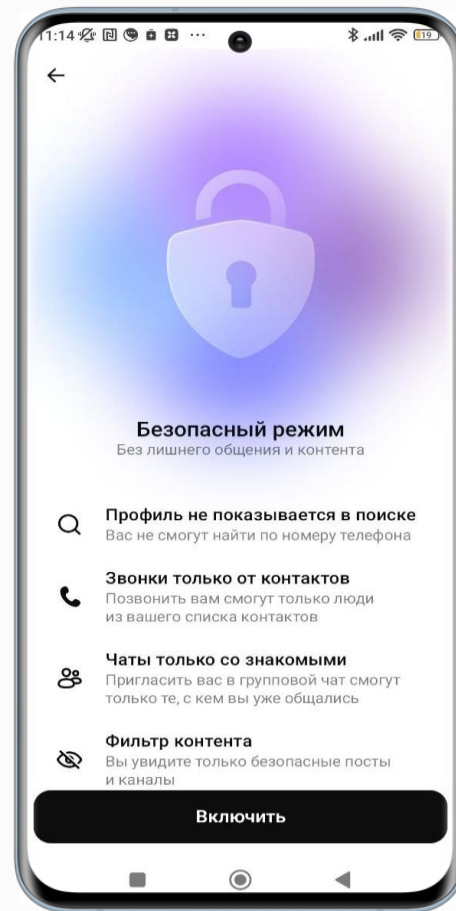 11:14
19
Безопасный режим
Без лишнего общения и контента
Профиль не показывается в поиске
Вас не смогут найти по номеру телефона
Звонки только от контактов
Позвонить вам смогут только люди
из вашего списка контактов
Чаты только со знакомыми
Пригласить вас в групповой чат смогут
только те, с кем вы уже общались
Фильтр контента
Вы увидите только безопасные посты
и каналы
Включить